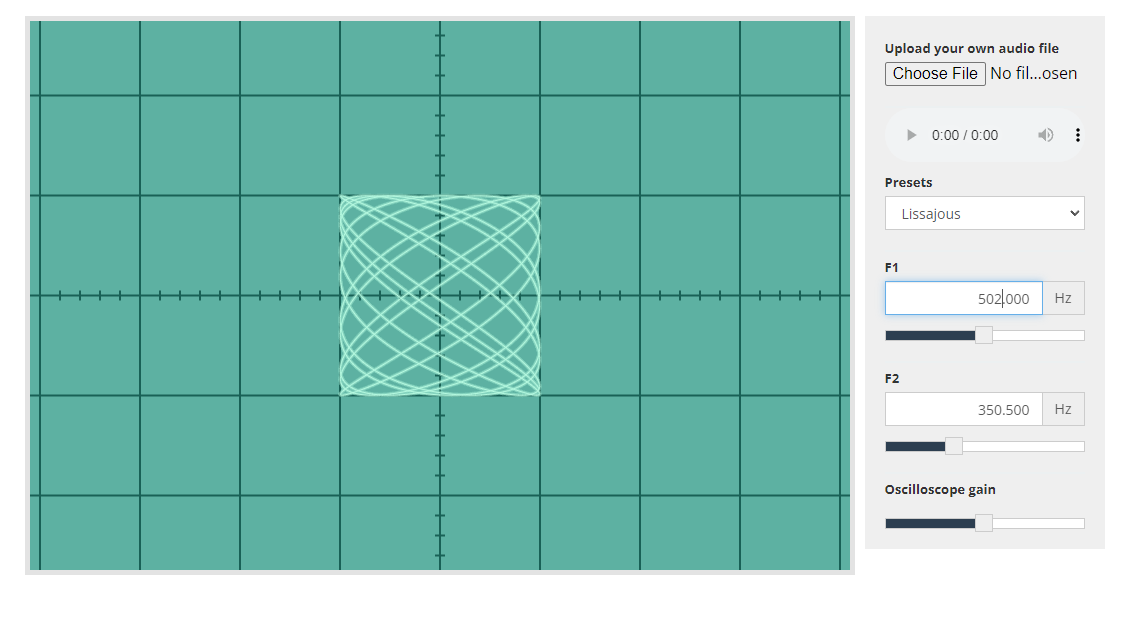 Upload your own audio file
Choose File No fil...osen
0:00 / 0:00
Presets
Lissajous
F1
502.000 Hz
F2
350.500 Hz
Oscilloscope gain